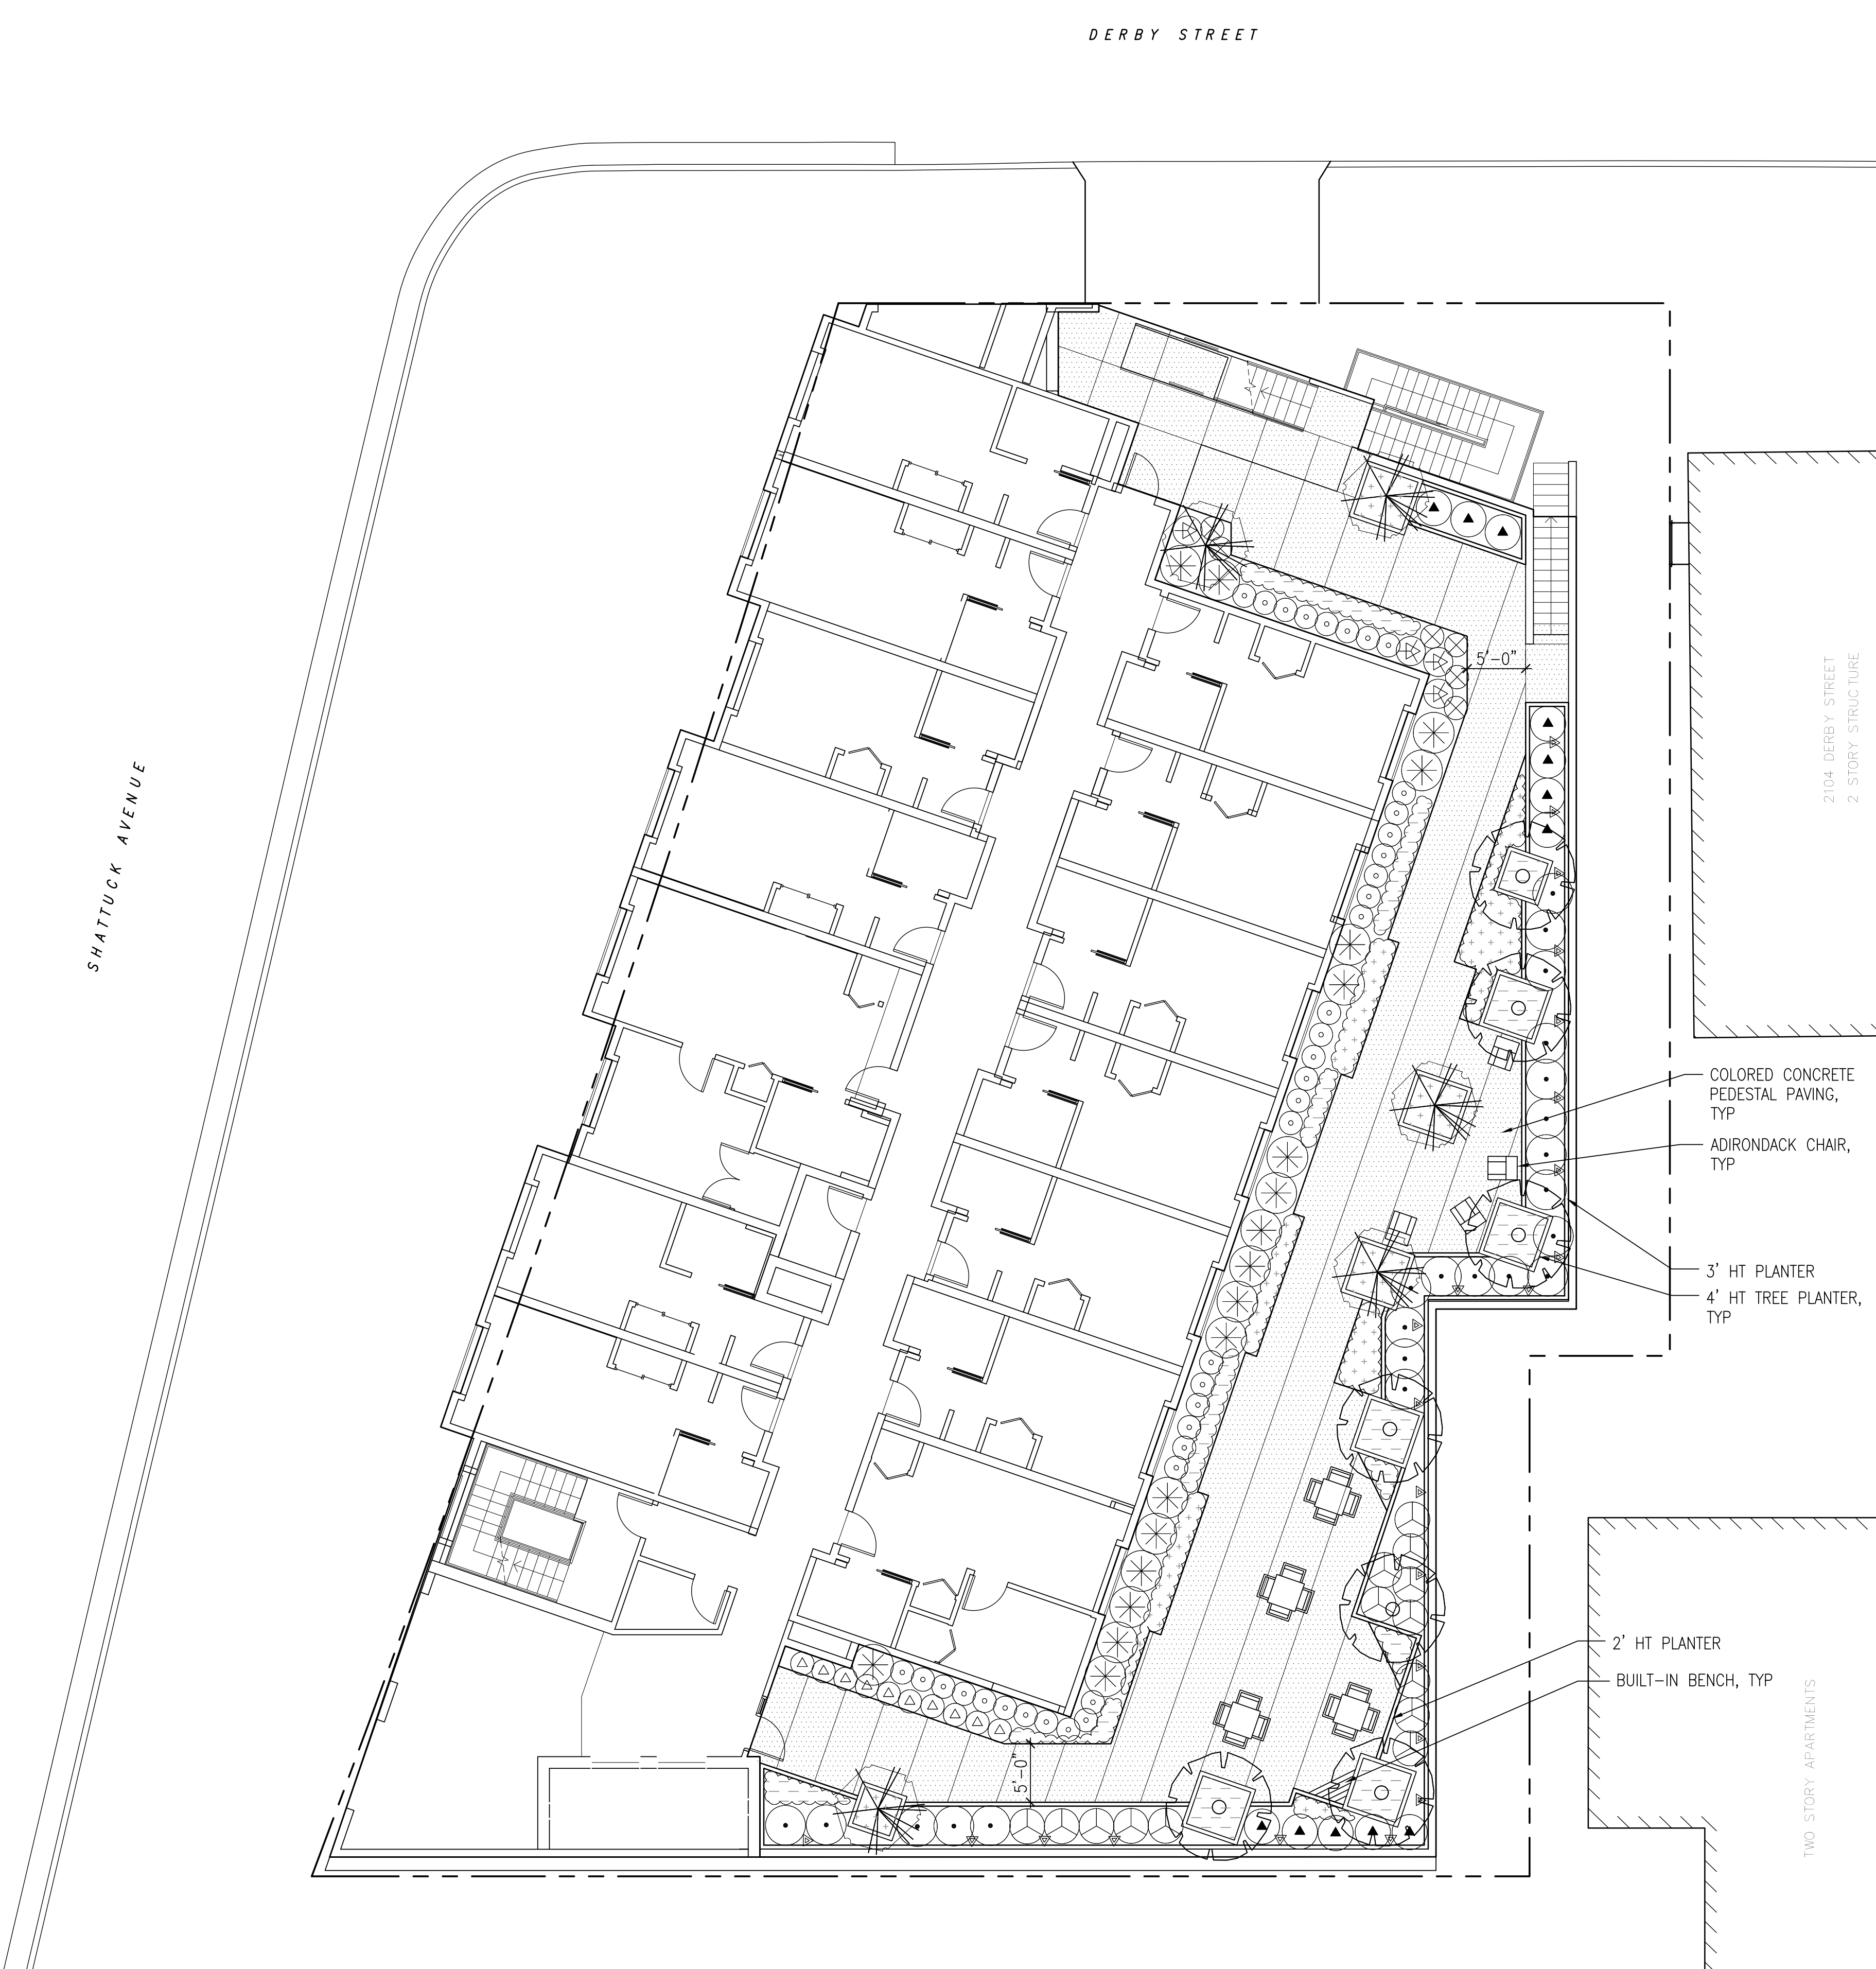 DERBY STREET
SHATTUCK AVENUE
5'-0"
2104 DERBY STREET
2 STORY STRUCTURE
COLORED CONCRETE
PEDESTAL PAVING,
TYP
ADIRONDACK CHAIR,
TYP
3' HT PLANTER
4' HT TREE PLANTER,
TYP
2' HT PLANTER
BUILT-IN BENCH, TYP
TWO STORY APARTMENTS
5'-0"